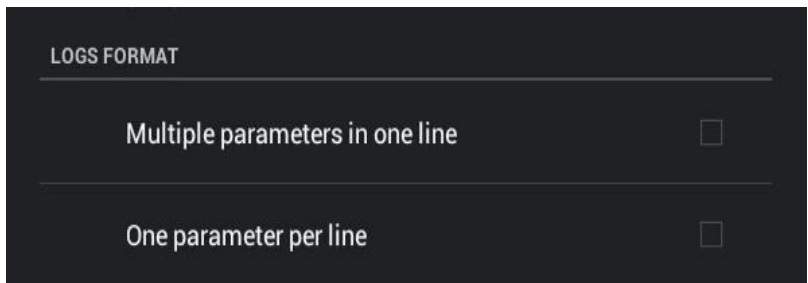 LOGS FORMAT
Multiple parameters in one line
One parameter per line